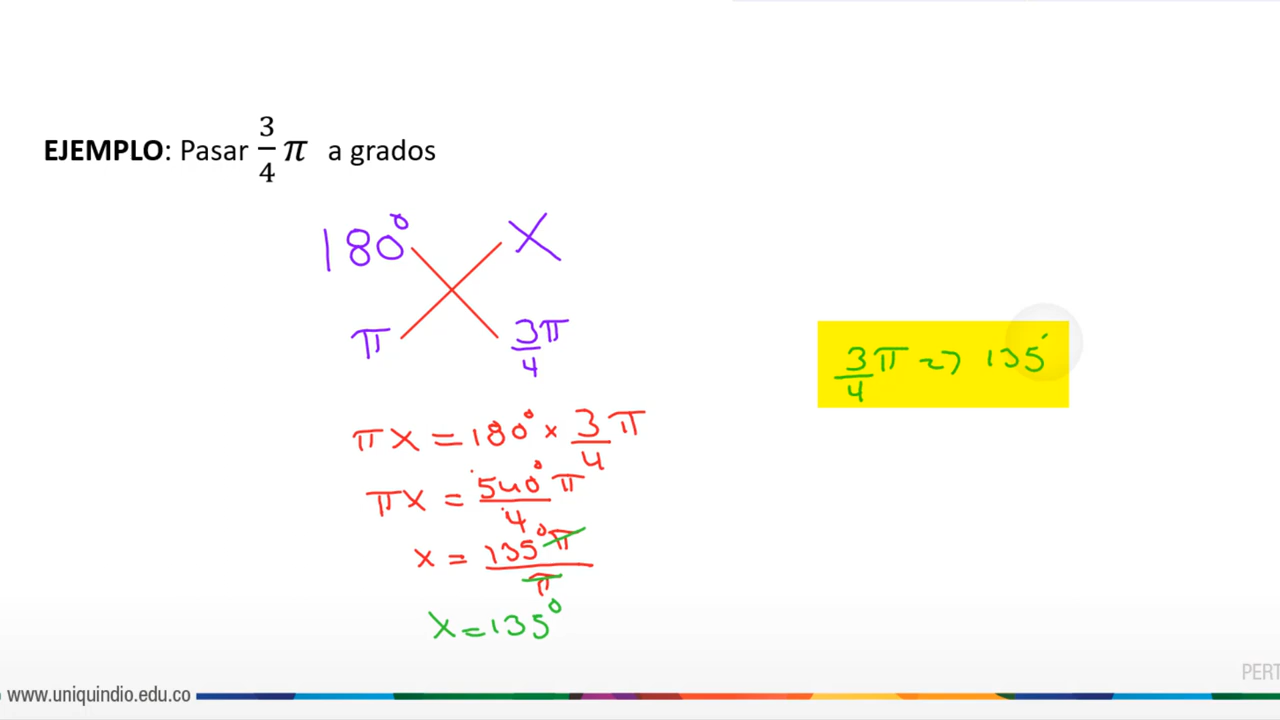 EJEMPLO: Pasar 3/4 π a grados
180° X
π 3π/4
πx = 180° × 3/4 π
πx = 540°/4 π
x = 135°π/π
x = 135°
3/4 π => 135°
PERT
www.uniquindio.edu.co